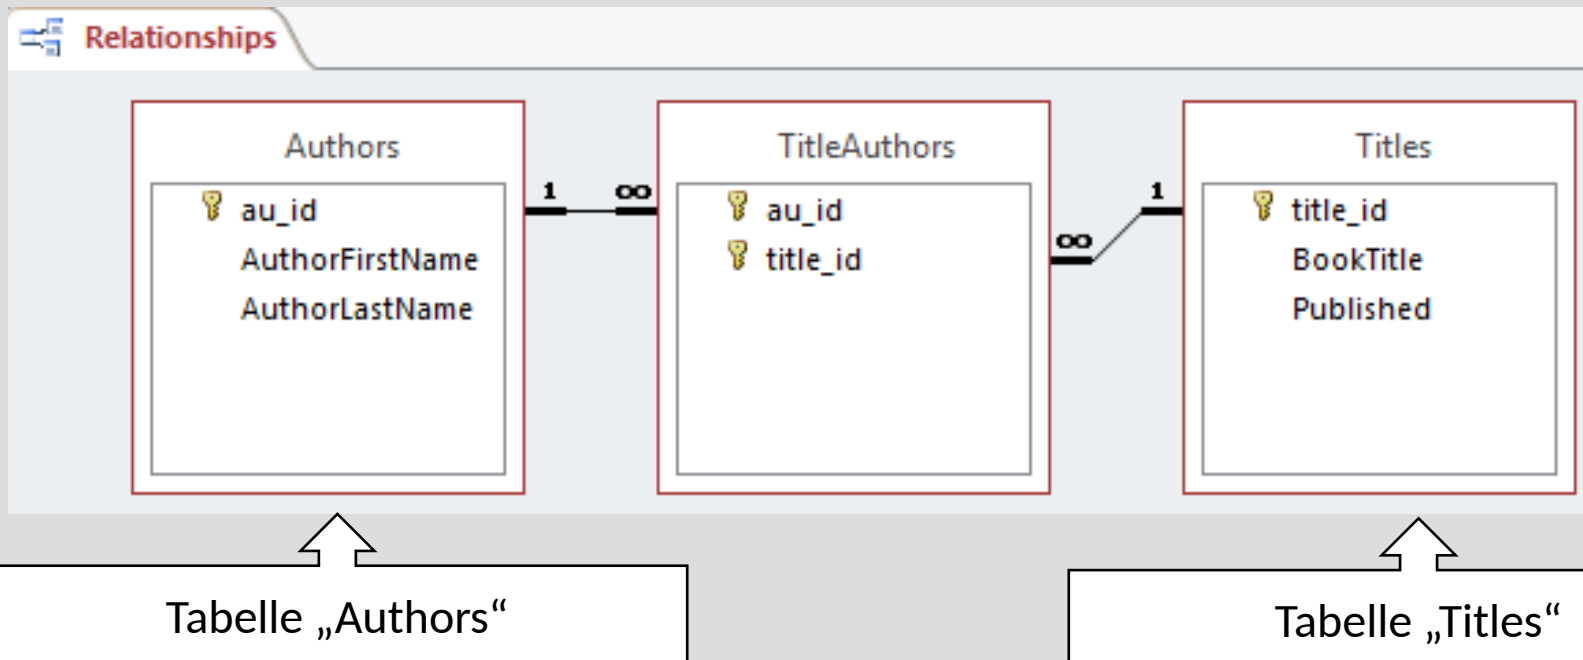 Relationships
Authors
au_id
AuthorFirstName
AuthorLastName
1 ∞
TitleAuthors
au_id
title_id
1
∞
Titles
title_id
BookTitle
Published
Tabelle „Authors“
Tabelle „Titles“